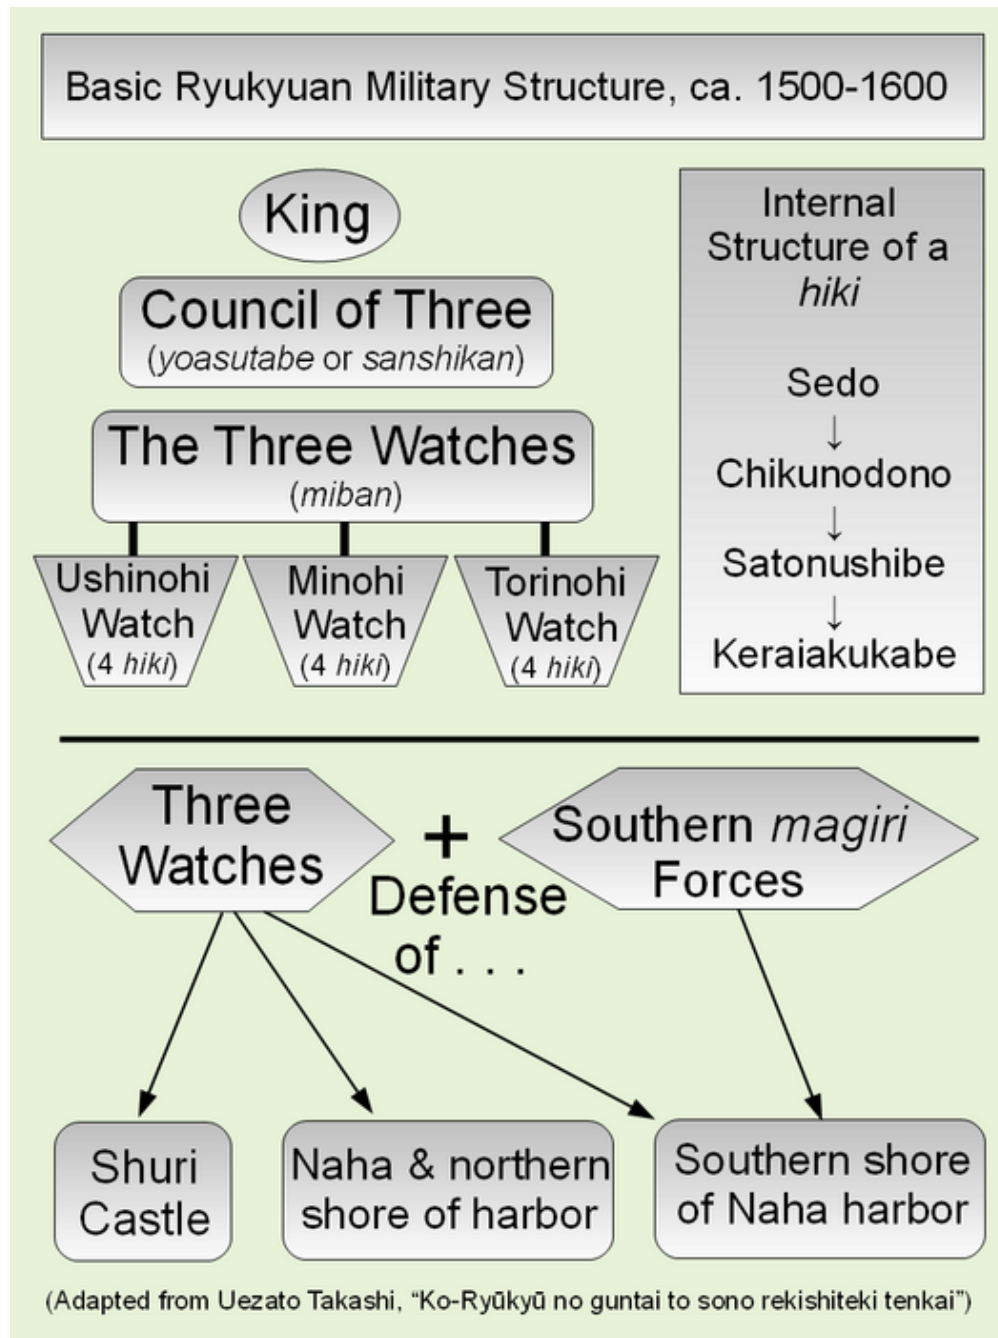 Basic Ryukyuan Military Structure, ca. 1500-1600
King
Council of Three
(yoasutabe or sanshikan)
The Three Watches
(miban)
Ushinohi
Watch
(4 hiki)
Minohi
Watch
(4 hiki)
Torinohi
Watch
(4 hiki)
Internal
Structure of a
hiki
Sedo
↓
Chikunodono
↓
Satonushibe
↓
Keraiakukabe
Three
Watches
+
Defense
of . . .
Southern magiri
Forces
Shuri
Castle
Naha & northern
shore of harbor
Southern shore
of Naha harbor
(Adapted from Uezato Takashi, “Ko-Ryūkyū no guntai to sono rekishiteki tenkai”)